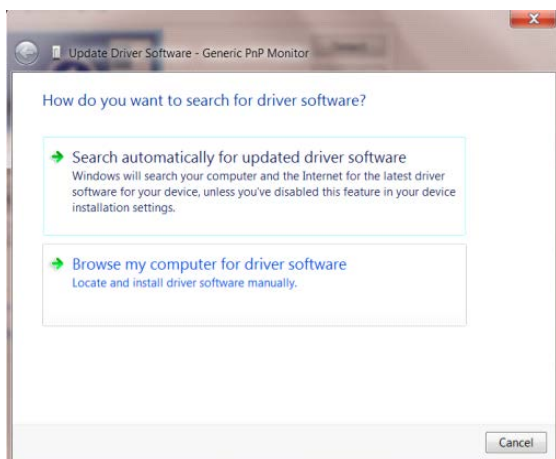 Update Driver Software - Generic PnP Monitor
How do you want to search for driver software?
Search automatically for updated driver software
Windows will search your computer and the Internet for the latest driver
software for your device, unless you've disabled this feature in your device
installation settings.
Browse my computer for driver software
Locate and install driver software manually.
Cancel